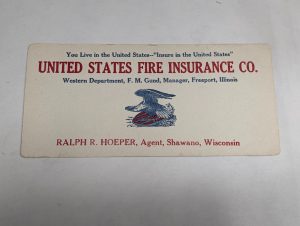 You Live in the United States--"Insure in the United States"
UNITED STATES FIRE INSURANCE CO.
Western Department, F. M. Gund, Manager, Freeport, Illinois
RALPH R. HOEPER, Agent, Shawano, Wisconsin